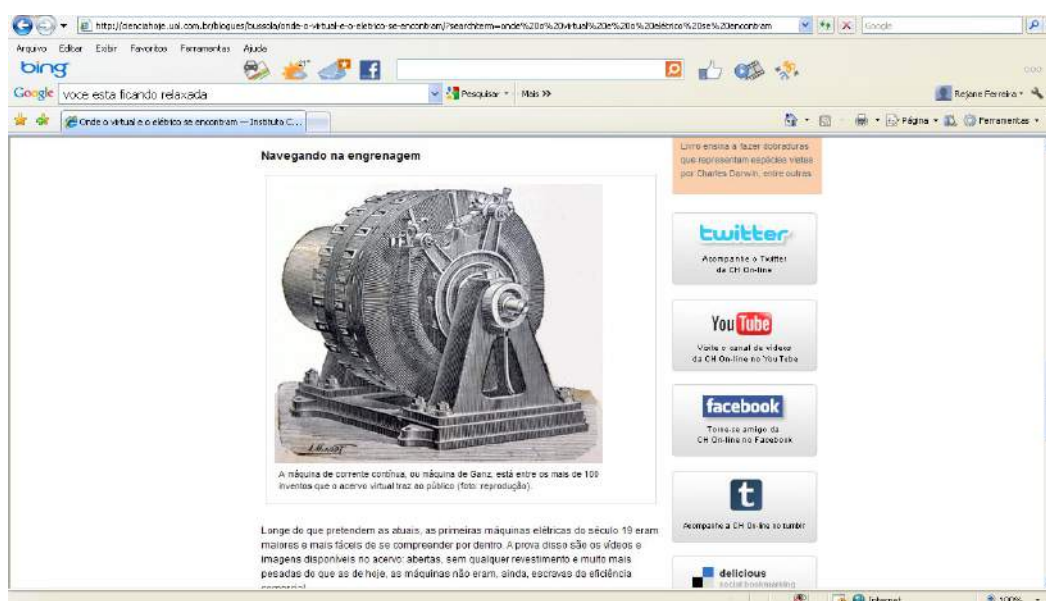 http://cienciahoje.uol.com.br/blogues/bussola/onde-o-virtual-e-o-eletrico-se-encontram/?searchterm=onde%20o%20virtual%20e%20o%20elétrico%20se%20encontram
Google
Arquivo Editar Exibir Favoritos Ferramentas Ajuda
bing
Google voce esta ficando relaxada Pesquisar Mais >> Rejane Ferreira
Onde o virtual e o elétrico se encontram — Instituto C... Página Ferramentas
Navegando na engrenagem
A máquina de corrente contínua, ou máquina de Ganz, está entre os mais de 100
inventos que o acervo virtual traz ao público (foto: reprodução).
Longe do que pretendem as atuais, as primeiras máquinas elétricas do século 19 eram
maiores e mais fáceis de se compreender por dentro. A prova disso são os vídeos e
imagens disponíveis no acervo: abertas, sem qualquer revestimento e muito mais
pesadas do que as de hoje, as máquinas não eram, ainda, escravas da eficiência
comercial
Livro ensina a fazer dobraduras
que representam espécies vistas
por Charles Darwin, entre outras
twitter
Acompanhe o Twitter
da CH On-line
You Tube
Visite o canal de vídeos
da CH On-line no YouTube
facebook
Torne-se amigo da
CH On-line no Facebook
t
Acompanhe a CH On-line no tumblr
delicious
social bookmarking
Internet 100%